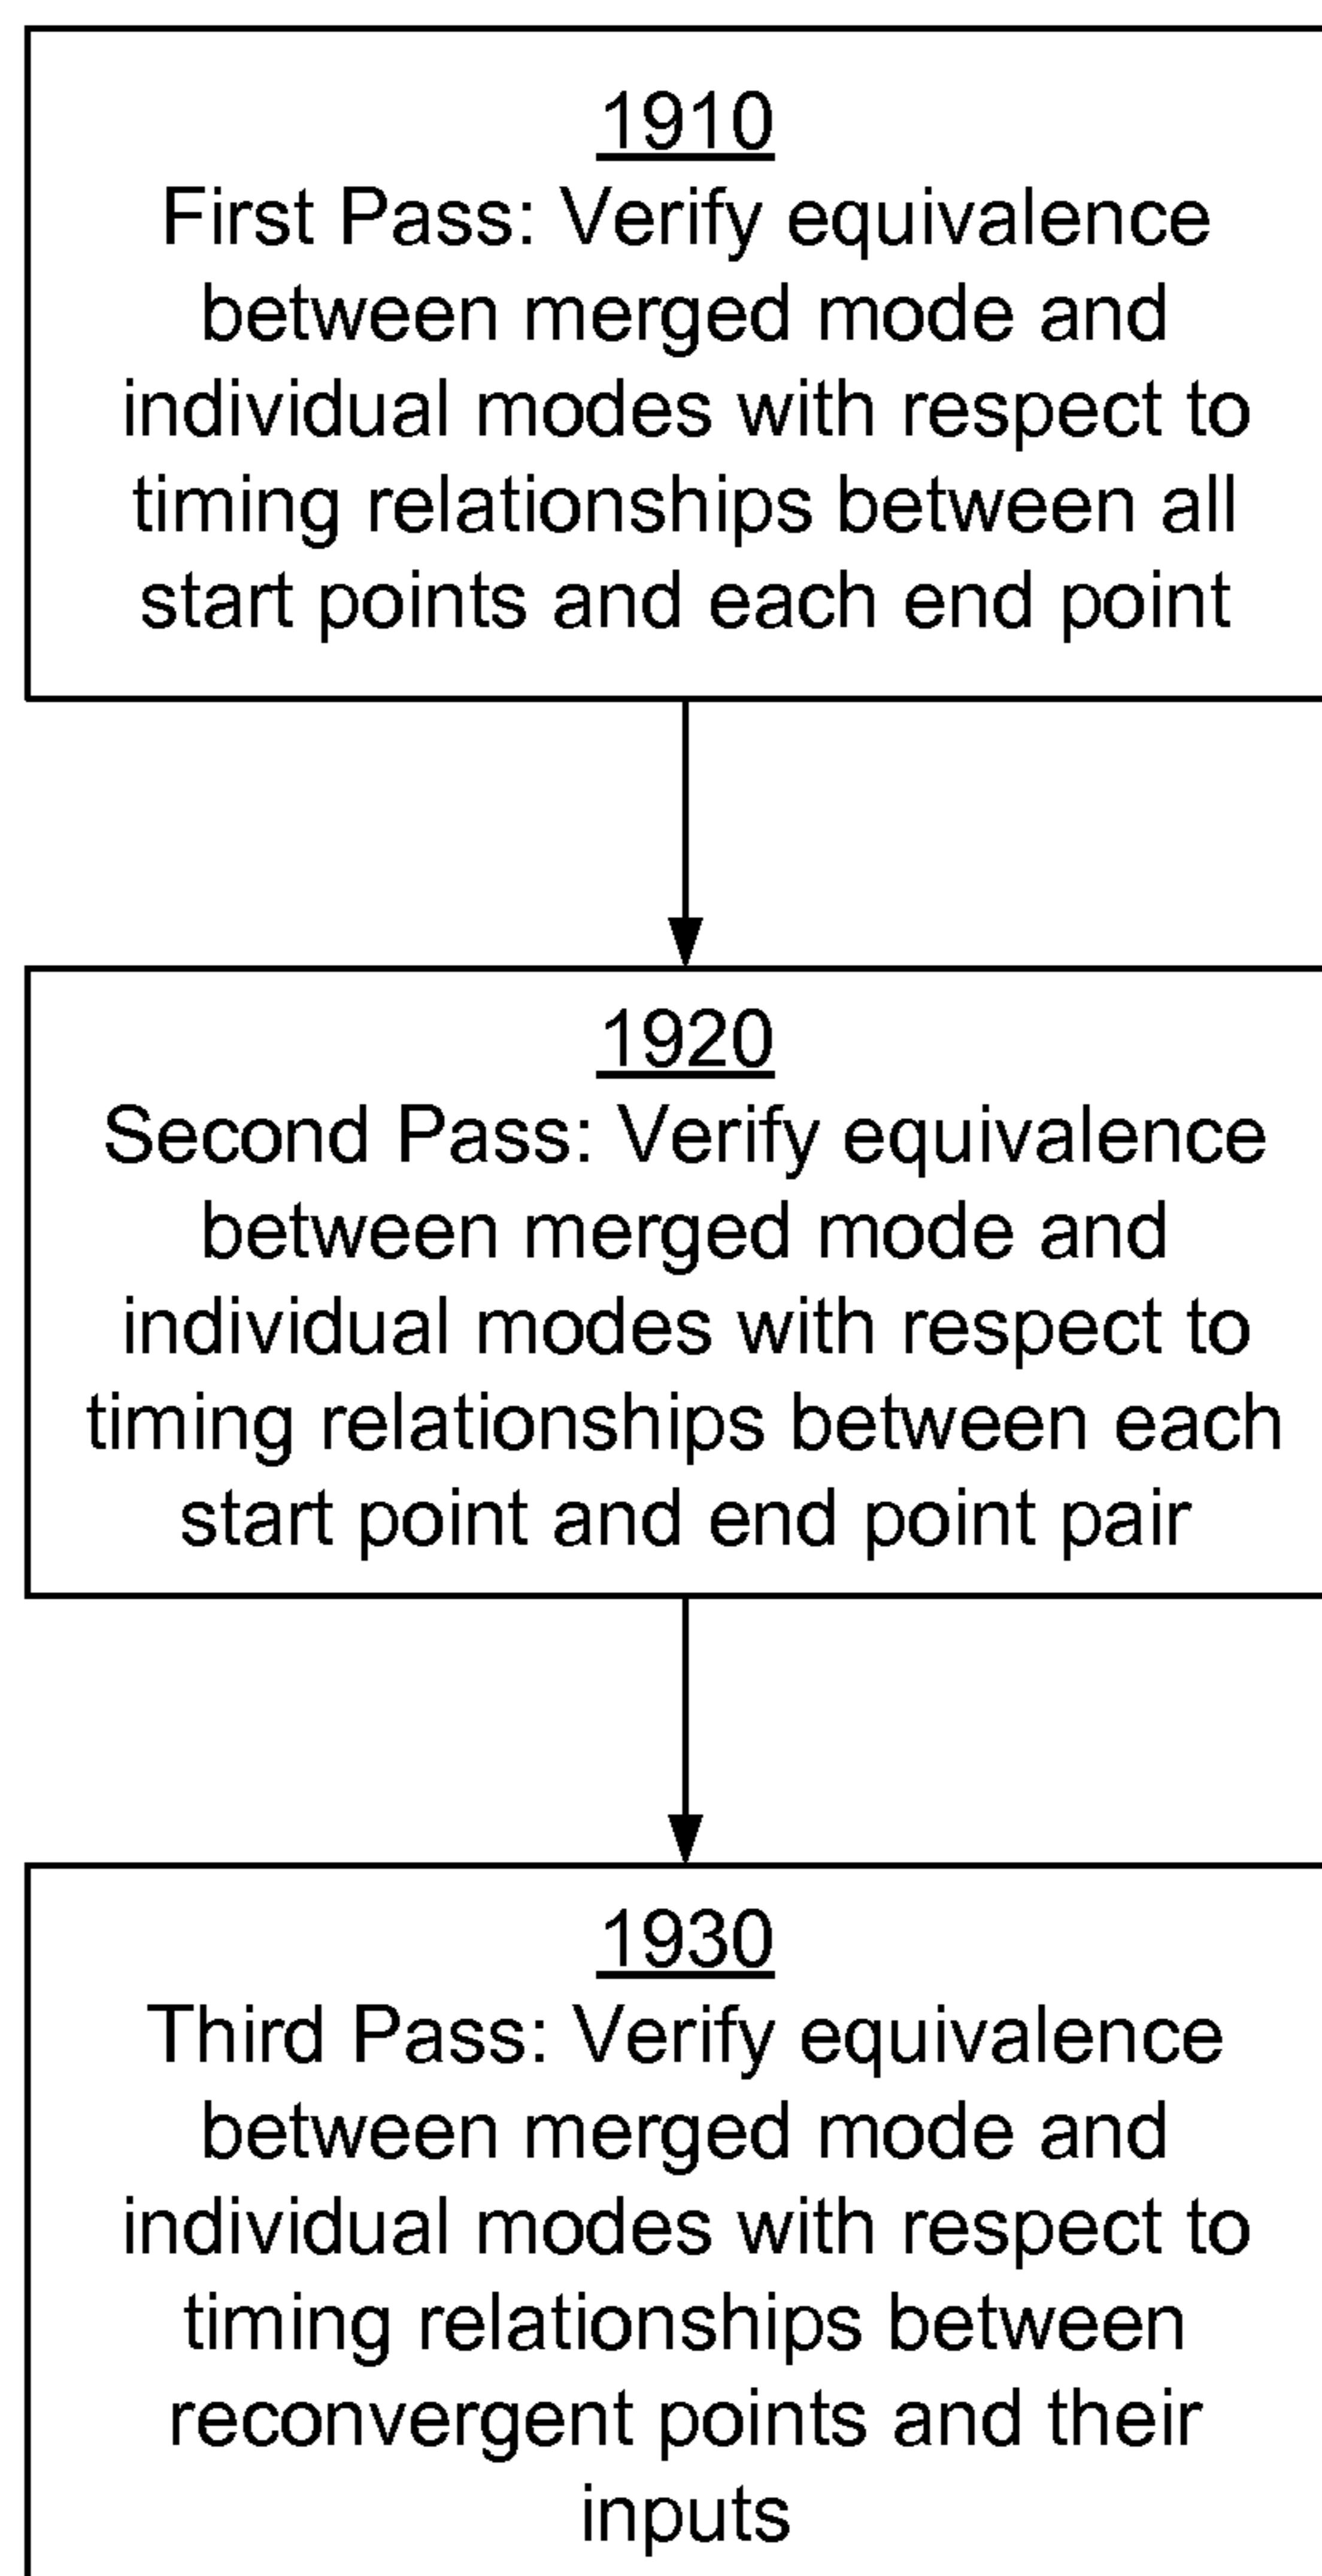 1910
First Pass: Verify equivalence
between merged mode and
individual modes with respect to
timing relationships between all
start points and each end point
1920
Second Pass: Verify equivalence
between merged mode and
individual modes with respect to
timing relationships between each
start point and end point pair
1930
Third Pass: Verify equivalence
between merged mode and
individual modes with respect to
timing relationships between
reconvergent points and their
inputs